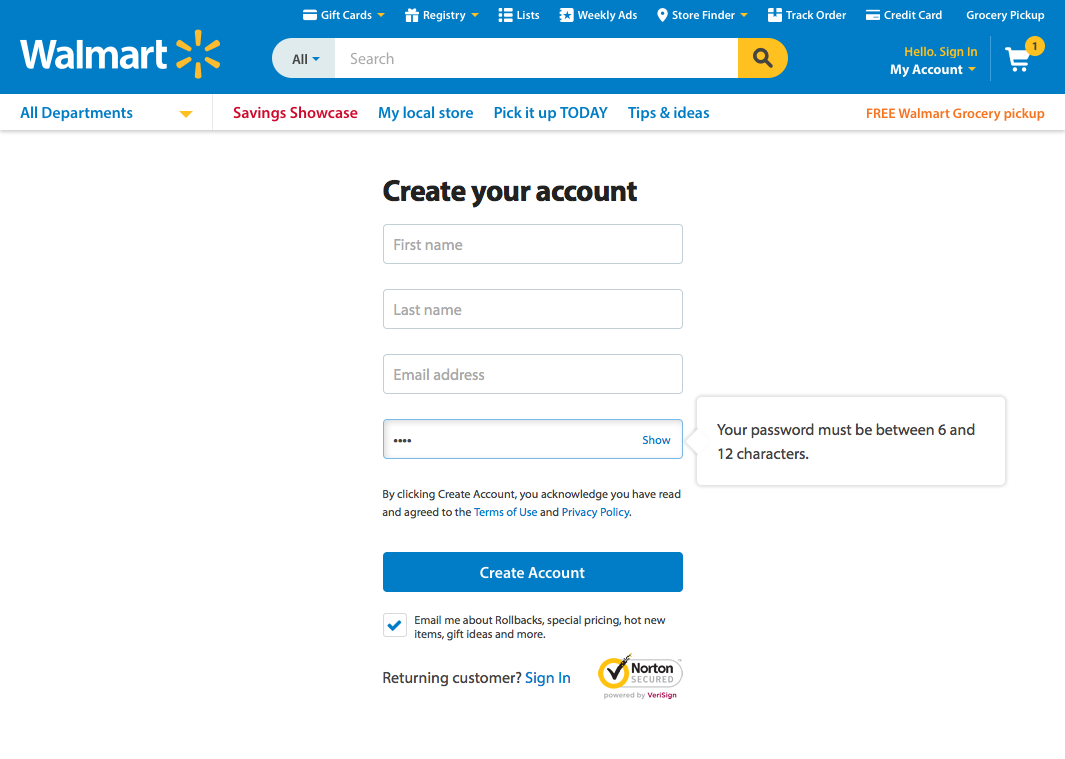 Gift Cards
Registry
Lists
Weekly Ads
Store Finder
Track Order
Credit Card
Grocery Pickup
Walmart
All
Search
Hello. Sign In
My Account
1
All Departments
Savings Showcase
My local store
Pick it up TODAY
Tips & ideas
FREE Walmart Grocery pickup
Create your account
First name
Last name
Email address
•••• Show
Your password must be between 6 and
12 characters.
By clicking Create Account, you acknowledge you have read
and agreed to the Terms of Use and Privacy Policy.
Create Account
Email me about Rollbacks, special pricing, hot new
items, gift ideas and more.
Returning customer? Sign In
Norton
SECURED
powered by VeriSign